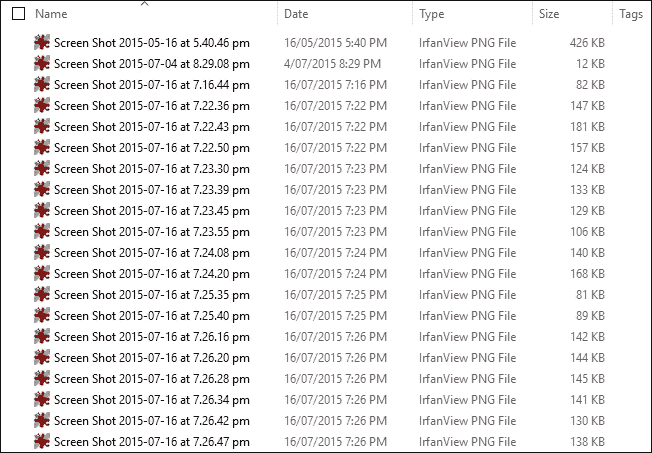 Name Date Type Size Tags
Screen Shot 2015-05-16 at 5.40.46 pm 16/05/2015 5:40 PM IrfanView PNG File 426 KB
Screen Shot 2015-07-04 at 8.29.08 pm 4/07/2015 8:29 PM IrfanView PNG File 12 KB
Screen Shot 2015-07-16 at 7.16.44 pm 16/07/2015 7:16 PM IrfanView PNG File 82 KB
Screen Shot 2015-07-16 at 7.22.36 pm 16/07/2015 7:22 PM IrfanView PNG File 147 KB
Screen Shot 2015-07-16 at 7.22.43 pm 16/07/2015 7:22 PM IrfanView PNG File 181 KB
Screen Shot 2015-07-16 at 7.22.50 pm 16/07/2015 7:22 PM IrfanView PNG File 157 KB
Screen Shot 2015-07-16 at 7.23.30 pm 16/07/2015 7:23 PM IrfanView PNG File 124 KB
Screen Shot 2015-07-16 at 7.23.39 pm 16/07/2015 7:23 PM IrfanView PNG File 133 KB
Screen Shot 2015-07-16 at 7.23.45 pm 16/07/2015 7:23 PM IrfanView PNG File 129 KB
Screen Shot 2015-07-16 at 7.23.55 pm 16/07/2015 7:23 PM IrfanView PNG File 106 KB
Screen Shot 2015-07-16 at 7.24.08 pm 16/07/2015 7:24 PM IrfanView PNG File 140 KB
Screen Shot 2015-07-16 at 7.24.20 pm 16/07/2015 7:24 PM IrfanView PNG File 168 KB
Screen Shot 2015-07-16 at 7.25.35 pm 16/07/2015 7:25 PM IrfanView PNG File 81 KB
Screen Shot 2015-07-16 at 7.25.40 pm 16/07/2015 7:25 PM IrfanView PNG File 89 KB
Screen Shot 2015-07-16 at 7.26.16 pm 16/07/2015 7:26 PM IrfanView PNG File 142 KB
Screen Shot 2015-07-16 at 7.26.20 pm 16/07/2015 7:26 PM IrfanView PNG File 144 KB
Screen Shot 2015-07-16 at 7.26.28 pm 16/07/2015 7:26 PM IrfanView PNG File 145 KB
Screen Shot 2015-07-16 at 7.26.34 pm 16/07/2015 7:26 PM IrfanView PNG File 141 KB
Screen Shot 2015-07-16 at 7.26.42 pm 16/07/2015 7:26 PM IrfanView PNG File 130 KB
Screen Shot 2015-07-16 at 7.26.47 pm 16/07/2015 7:26 PM IrfanView PNG File 138 KB